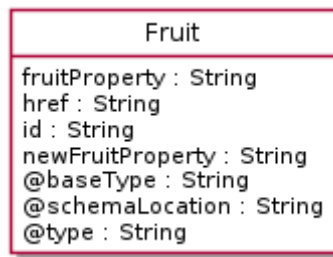 Fruit
fruitProperty : String
href : String
id : String
newFruitProperty : String
@baseType : String
@schemaLocation : String
@type : String